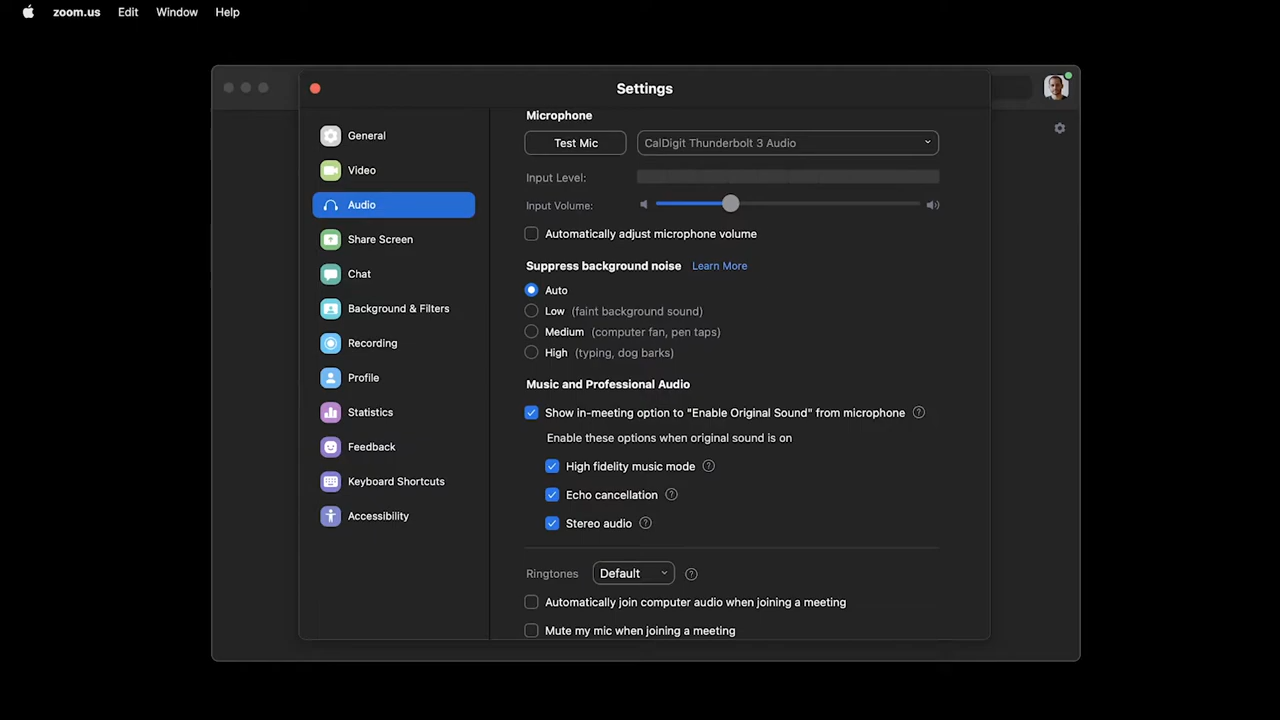 zoom.us Edit Window Help
Settings
General
Video
Audio
Share Screen
Chat
Background & Filters
Recording
Profile
Statistics
Feedback
Keyboard Shortcuts
Accessibility
Microphone
Test Mic CalDigit Thunderbolt 3 Audio
Input Level:
Input Volume:
Automatically adjust microphone volume
Suppress background noise Learn More
Auto
Low (faint background sound)
Medium (computer fan, pen taps)
High (typing, dog barks)
Music and Professional Audio
Show in-meeting option to "Enable Original Sound" from microphone ?
Enable these options when original sound is on
High fidelity music mode ?
Echo cancellation ?
Stereo audio ?
Ringtones Default ?
Automatically join computer audio when joining a meeting
Mute my mic when joining a meeting